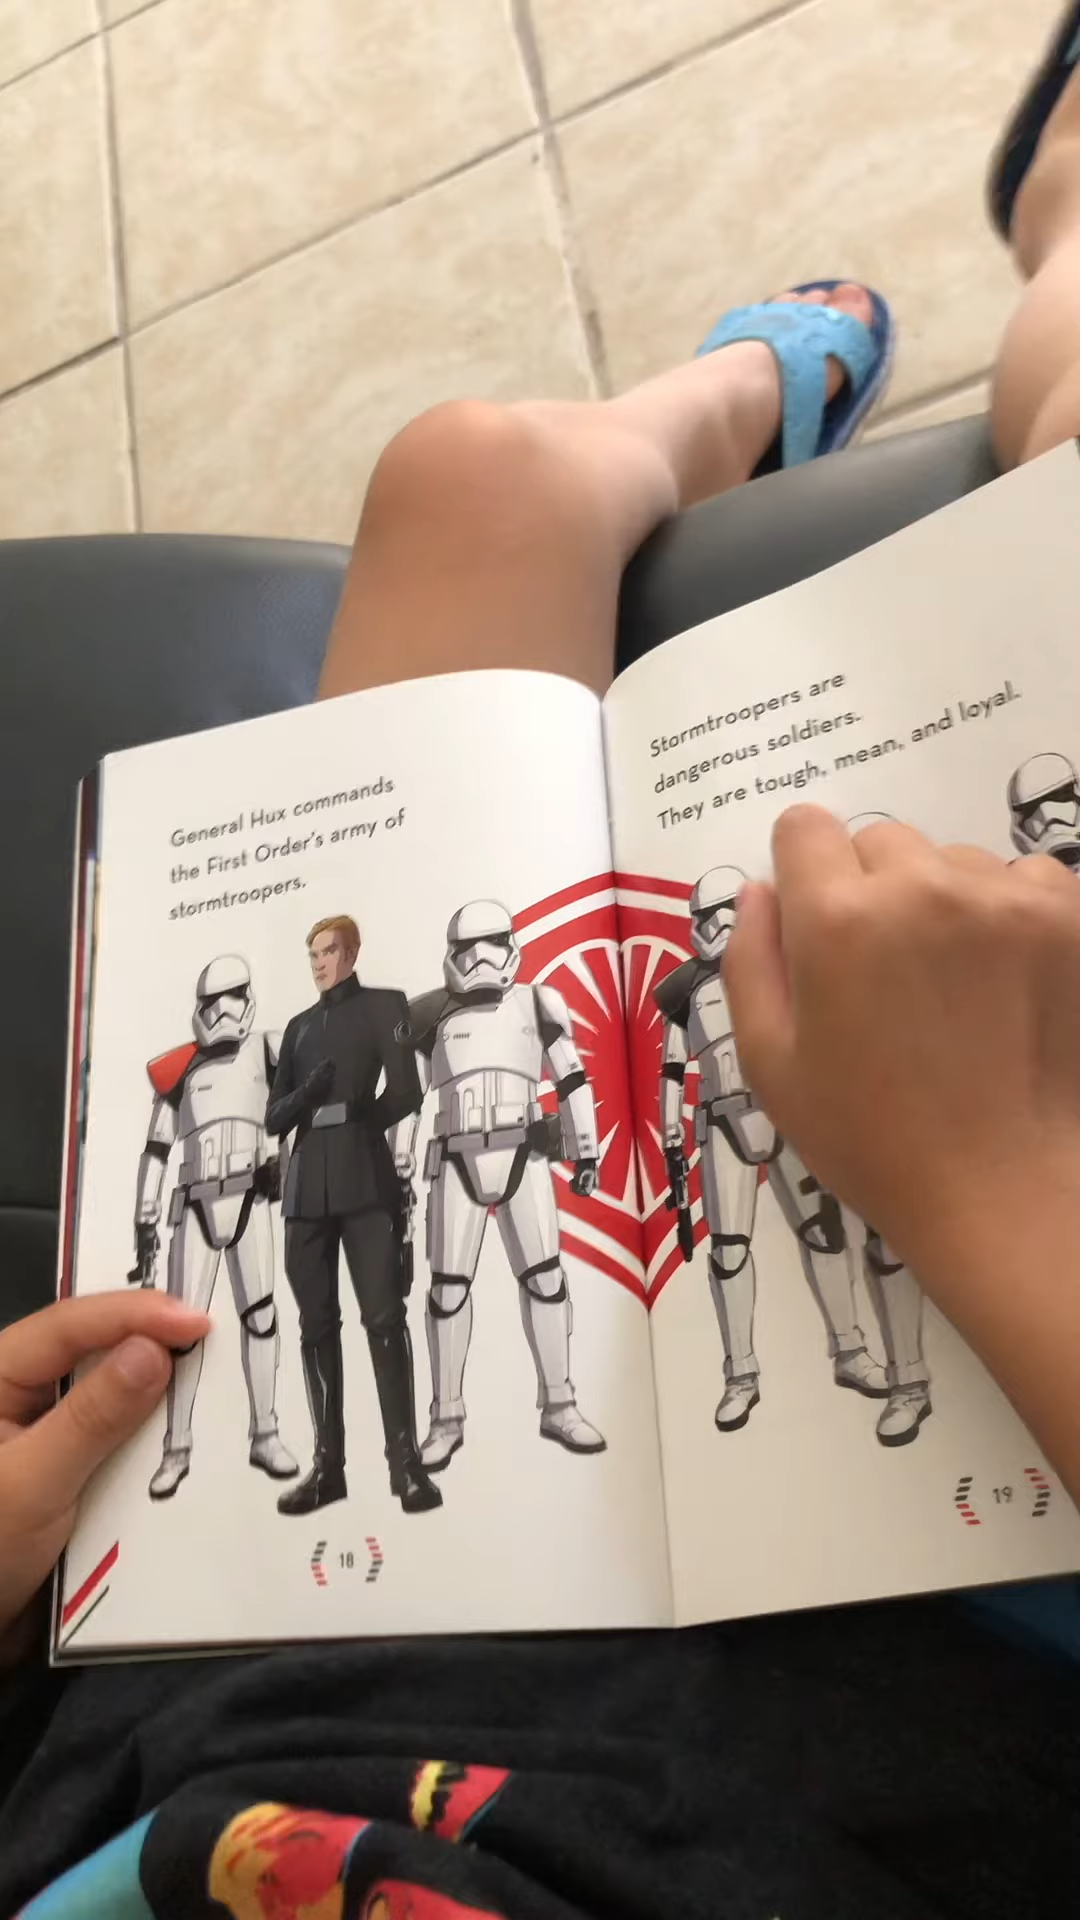 General Hux commands
the First Order's army of
stormtroopers.
18
Stormtroopers are
dangerous soldiers.
They are tough, mean, and loyal.
19